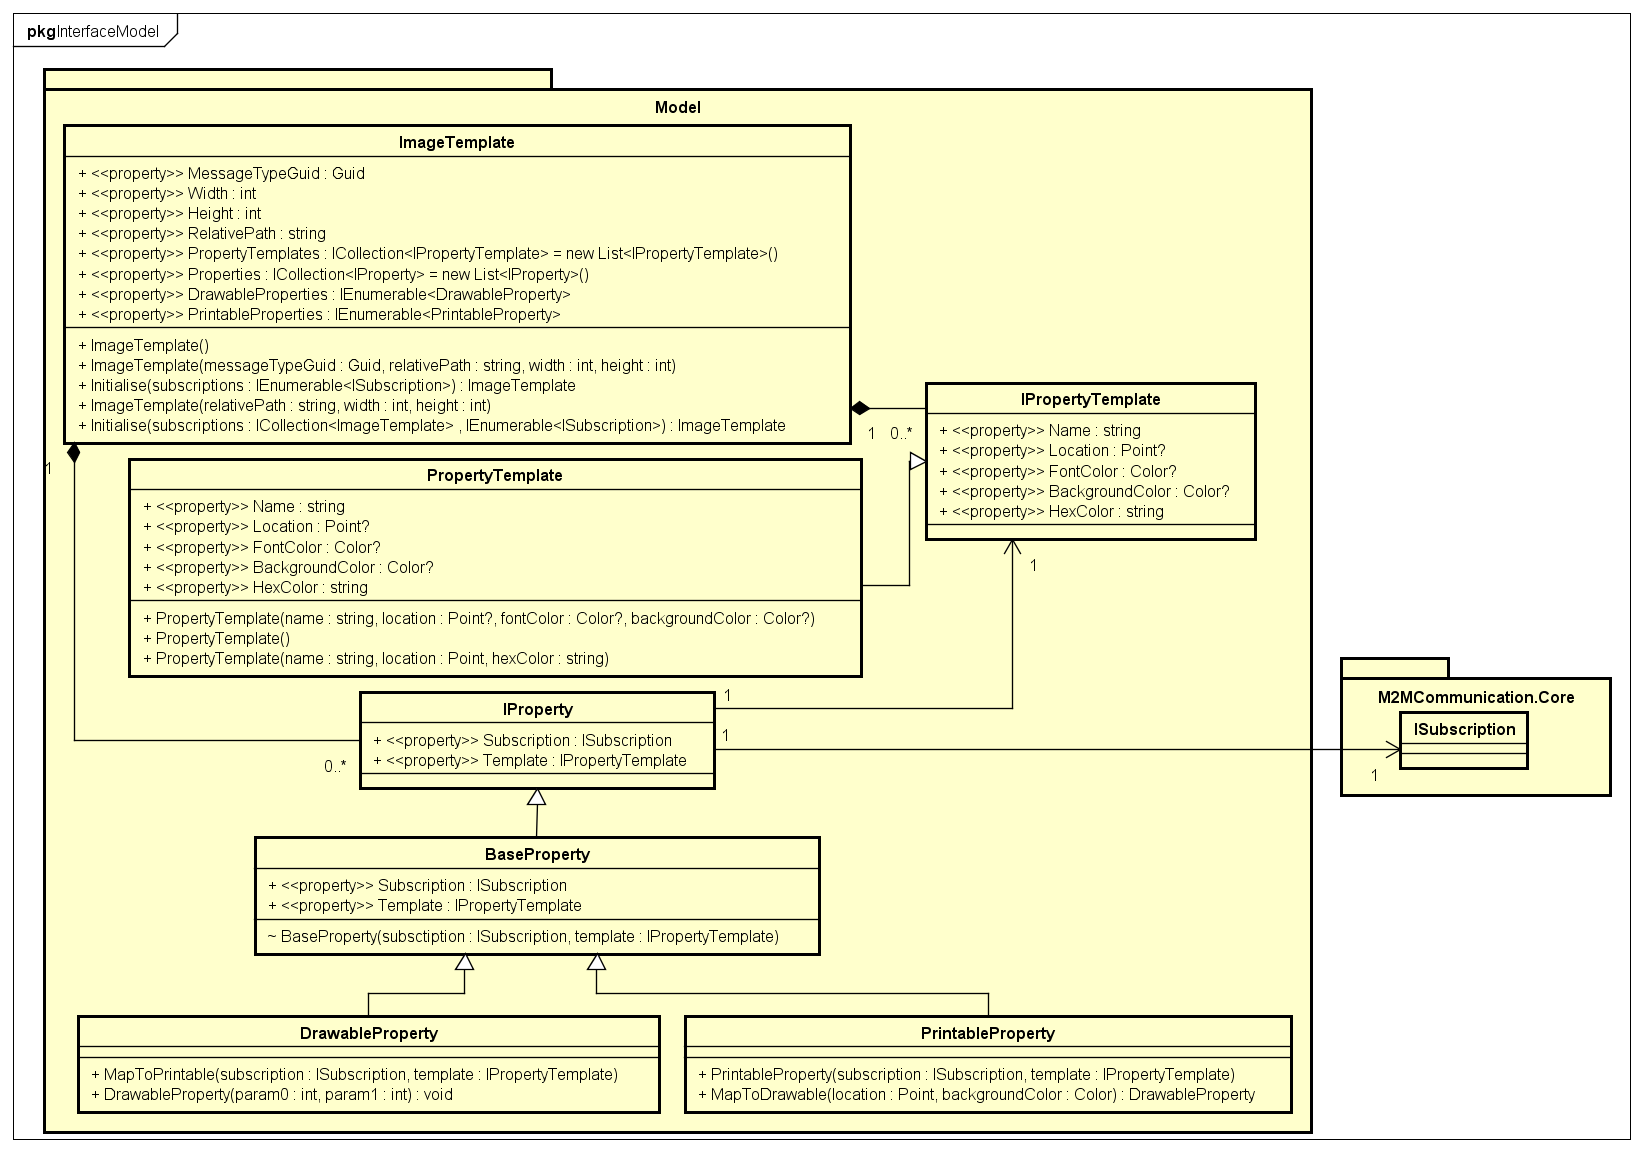 pkgInterfaceModel
Model
ImageTemplate
+ <<property>> MessageTypeGuid : Guid
+ <<property>> Width : int
+ <<property>> Height : int
+ <<property>> RelativePath : string
+ <<property>> PropertyTemplates : ICollection<IPropertyTemplate> = new List<IPropertyTemplate>()
+ <<property>> Properties : ICollection<IProperty> = new List<IProperty>()
+ <<property>> DrawableProperties : IEnumerable<DrawableProperty>
+ <<property>> PrintableProperties : IEnumerable<PrintableProperty>
+ ImageTemplate()
+ ImageTemplate(messageTypeGuid : Guid, relativePath : string, width : int, height : int)
+ Initialise(subscriptions : IEnumerable<ISubscription>) : ImageTemplate
+ ImageTemplate(relativePath : string, width : int, height : int)
+ Initialise(subscriptions : ICollection<ImageTemplate> , IEnumerable<ISubscription>) : ImageTemplate
1
0..*
1
IPropertyTemplate
+ <<property>> Name : string
+ <<property>> Location : Point?
+ <<property>> FontColor : Color?
+ <<property>> BackgroundColor : Color?
+ <<property>> HexColor : string
1
PropertyTemplate
+ <<property>> Name : string
+ <<property>> Location : Point?
+ <<property>> FontColor : Color?
+ <<property>> BackgroundColor : Color?
+ <<property>> HexColor : string
+ PropertyTemplate(name : string, location : Point?, fontColor : Color?, backgroundColor : Color?)
+ PropertyTemplate()
+ PropertyTemplate(name : string, location : Point, hexColor : string)
IProperty
+ <<property>> Subscription : ISubscription
+ <<property>> Template : IPropertyTemplate
1
1
0..*
M2MCommunication.Core
ISubscription
1
BaseProperty
+ <<property>> Subscription : ISubscription
+ <<property>> Template : IPropertyTemplate
~ BaseProperty(subsctiption : ISubscription, template : IPropertyTemplate)
DrawableProperty
+ MapToPrintable(subscription : ISubscription, template : IPropertyTemplate)
+ DrawableProperty(param0 : int, param1 : int) : void
PrintableProperty
+ PrintableProperty(subscription : ISubscription, template : IPropertyTemplate)
+ MapToDrawable(location : Point, backgroundColor : Color) : DrawableProperty